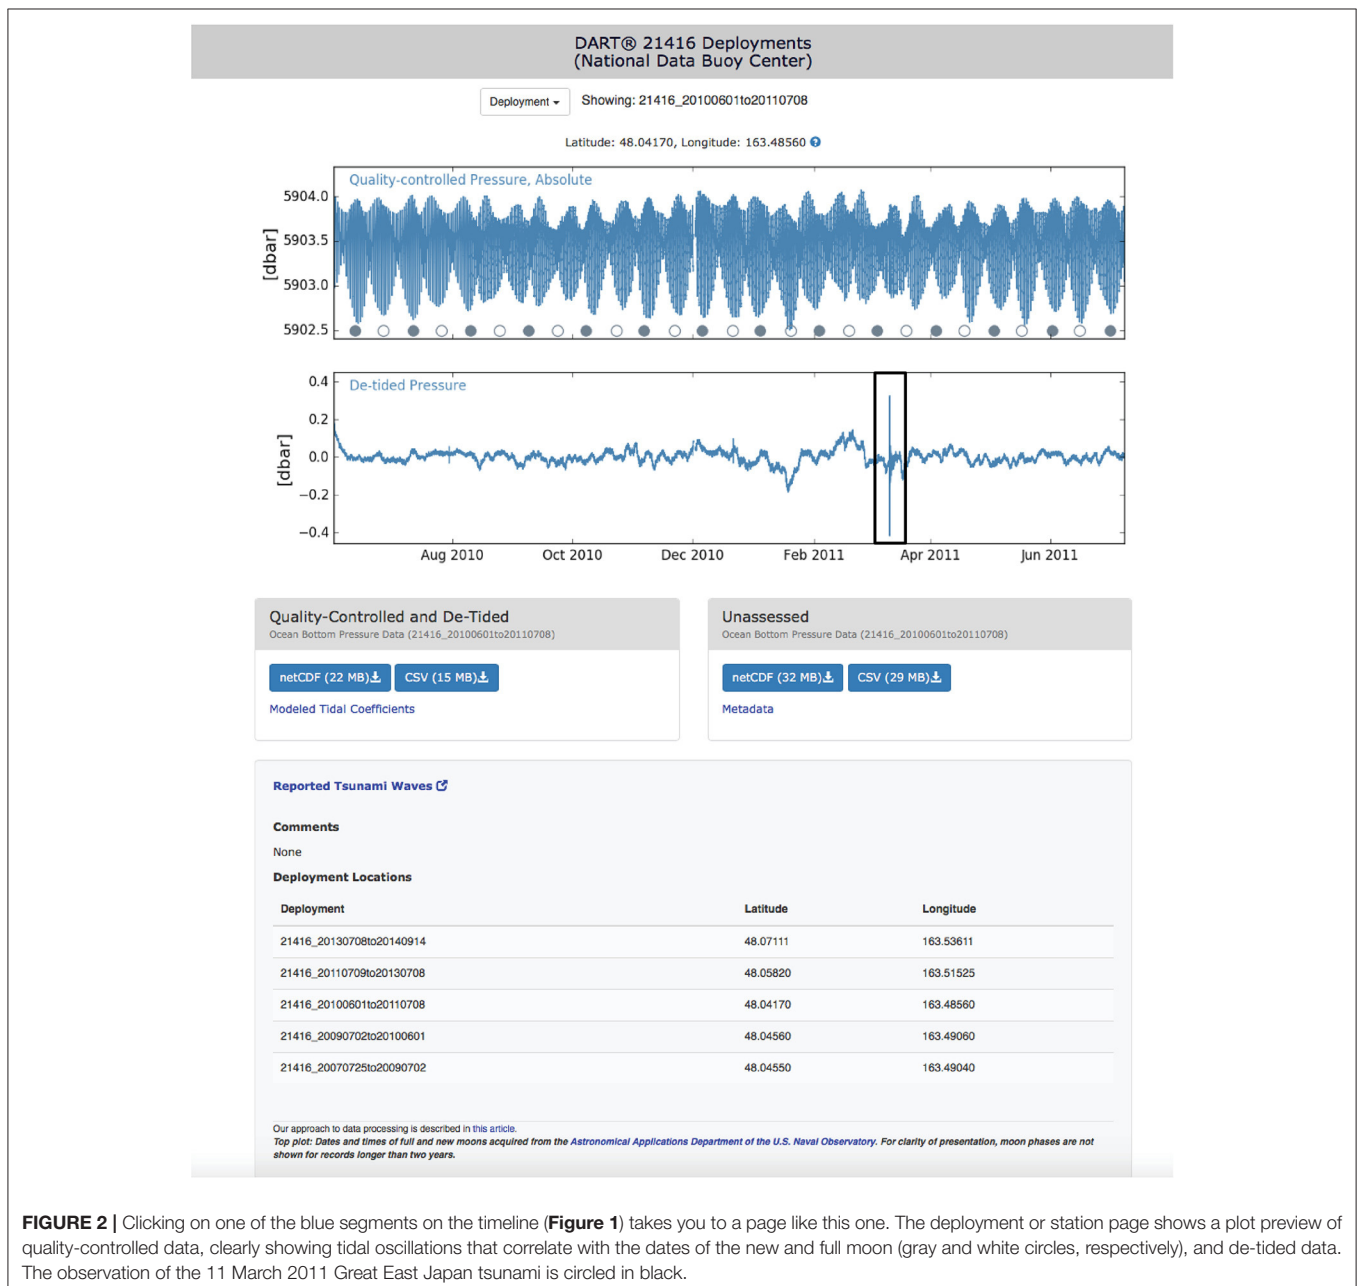 DART® 21416 Deployments
(National Data Buoy Center)
Deployment Showing: 21416_20100601to20110708
Latitude: 48.04170, Longitude: 163.48560 ?
Quality-controlled Pressure, Absolute
[dbar]
5904.0
5903.5
5903.0
5902.5
De-tided Pressure
[dbar]
0.4
0.2
0.0
−0.2
−0.4
Aug 2010 Oct 2010 Dec 2010 Feb 2011 Apr 2011 Jun 2011
Quality-Controlled and De-Tided
Ocean Bottom Pressure Data (21416_20100601to20110708)
netCDF (22 MB) CSV (15 MB)
Modeled Tidal Coefficients
Unassessed
Ocean Bottom Pressure Data (21416_20100601to20110708)
netCDF (32 MB) CSV (29 MB)
Metadata
Reported Tsunami Waves
Comments
None
Deployment Locations
Deployment Latitude Longitude
21416_20130708to20140914 48.07111 163.53611
21416_20110709to20130708 48.05820 163.51525
21416_20100601to20110708 48.04170 163.48560
21416_20090702to20100601 48.04560 163.49060
21416_20070725to20090702 48.04550 163.49040
Our approach to data processing is described in this article.
Top plot: Dates and times of full and new moons acquired from the Astronomical Applications Department of the U.S. Naval Observatory. For clarity of presentation, moon phases are not
shown for records longer than two years.
FIGURE 2 | Clicking on one of the blue segments on the timeline (Figure 1) takes you to a page like this one. The deployment or station page shows a plot preview of
quality-controlled data, clearly showing tidal oscillations that correlate with the dates of the new and full moon (gray and white circles, respectively), and de-tided data.
The observation of the 11 March 2011 Great East Japan tsunami is circled in black.